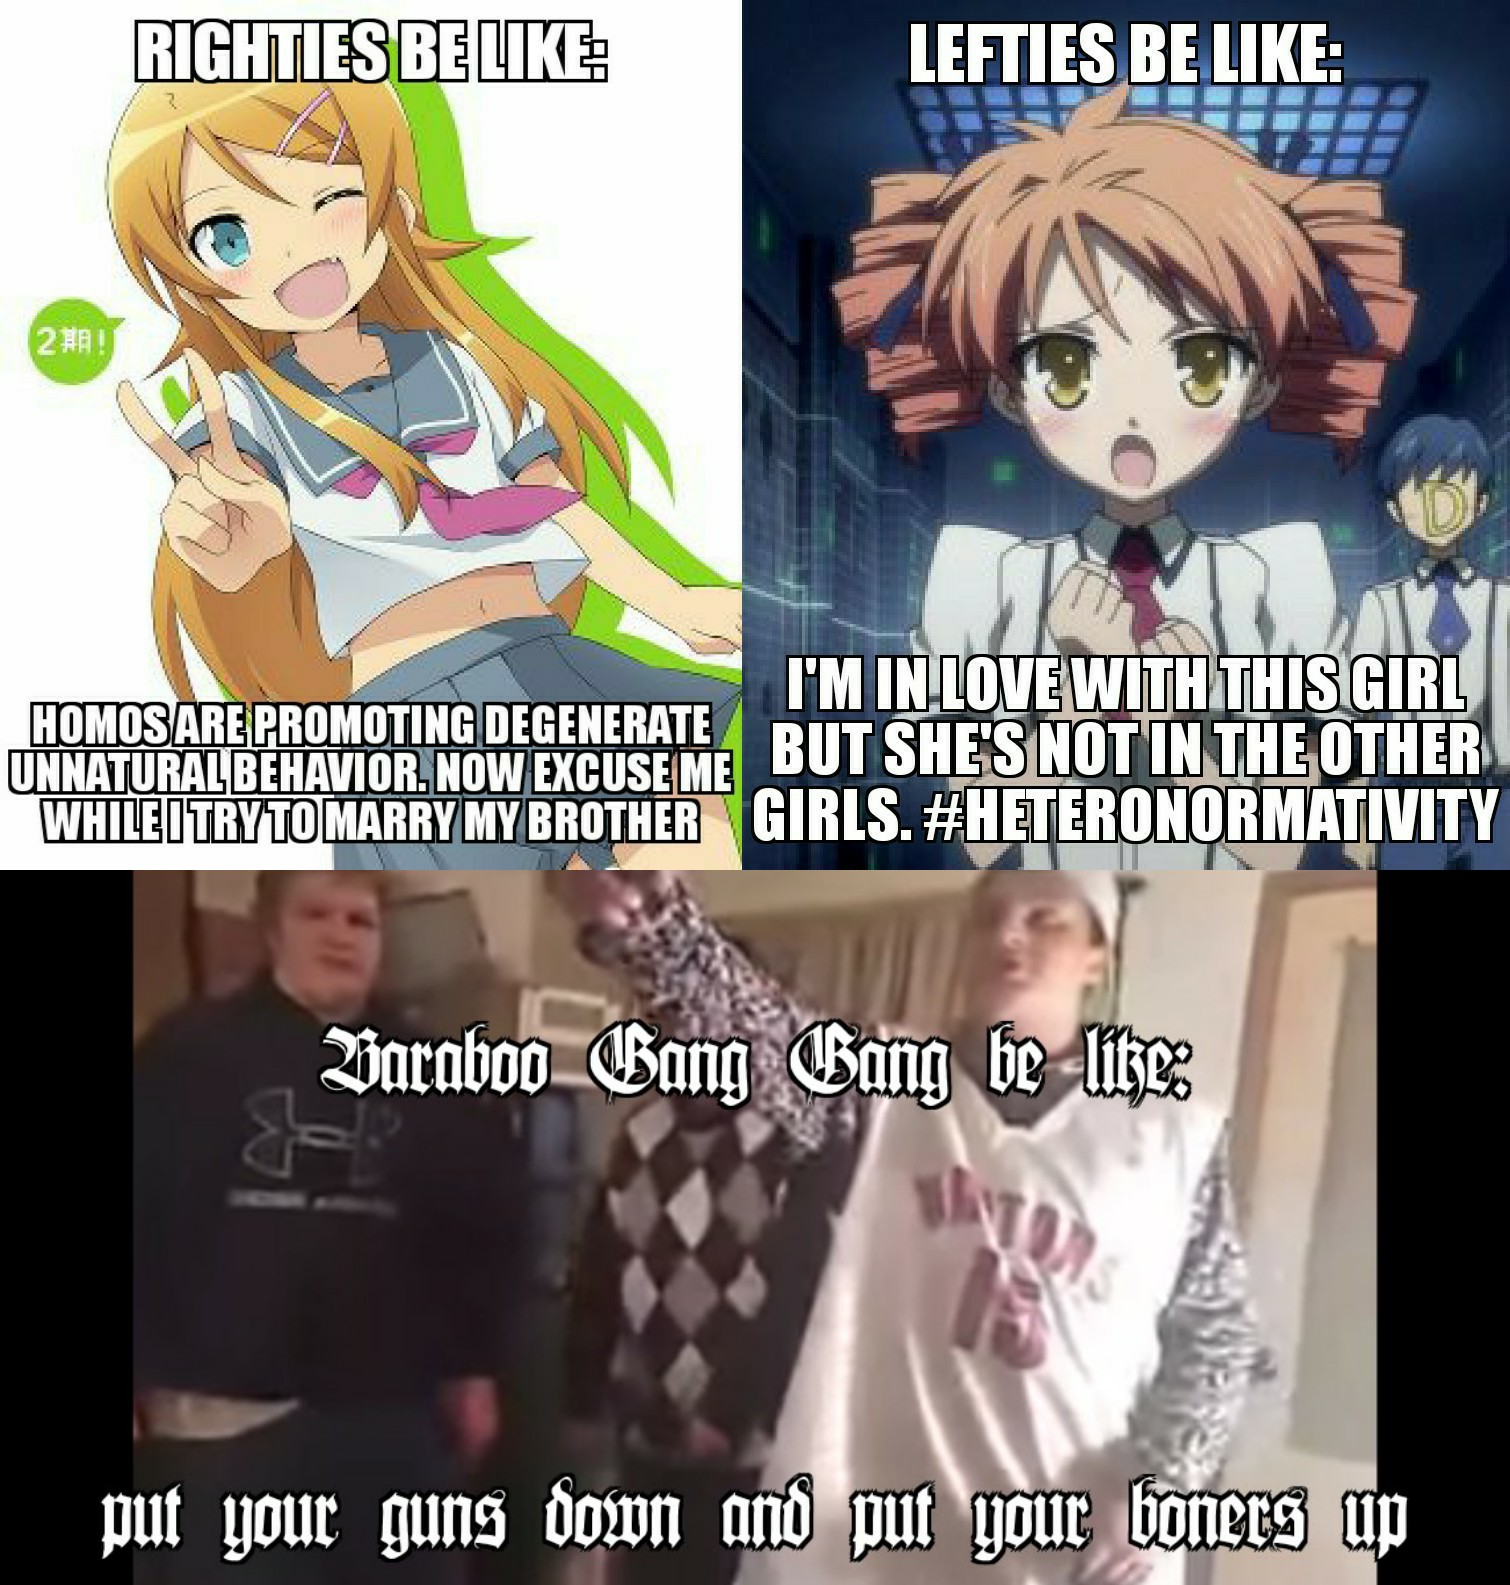 RIGHTIES BE LIKE:
2期!
HOMOS ARE PROMOTING DEGENERATE
UNNATURAL BEHAVIOR. NOW EXCUSE ME
WHILE I TRY TO MARRY MY BROTHER
LEFTIES BE LIKE:
D
I'M IN LOVE WITH THIS GIRL
BUT SHE'S NOT IN THE OTHER
GIRLS. #HETERONORMATIVITY
Baraboo Gang Gang be like:
put your guns down and put your boners up